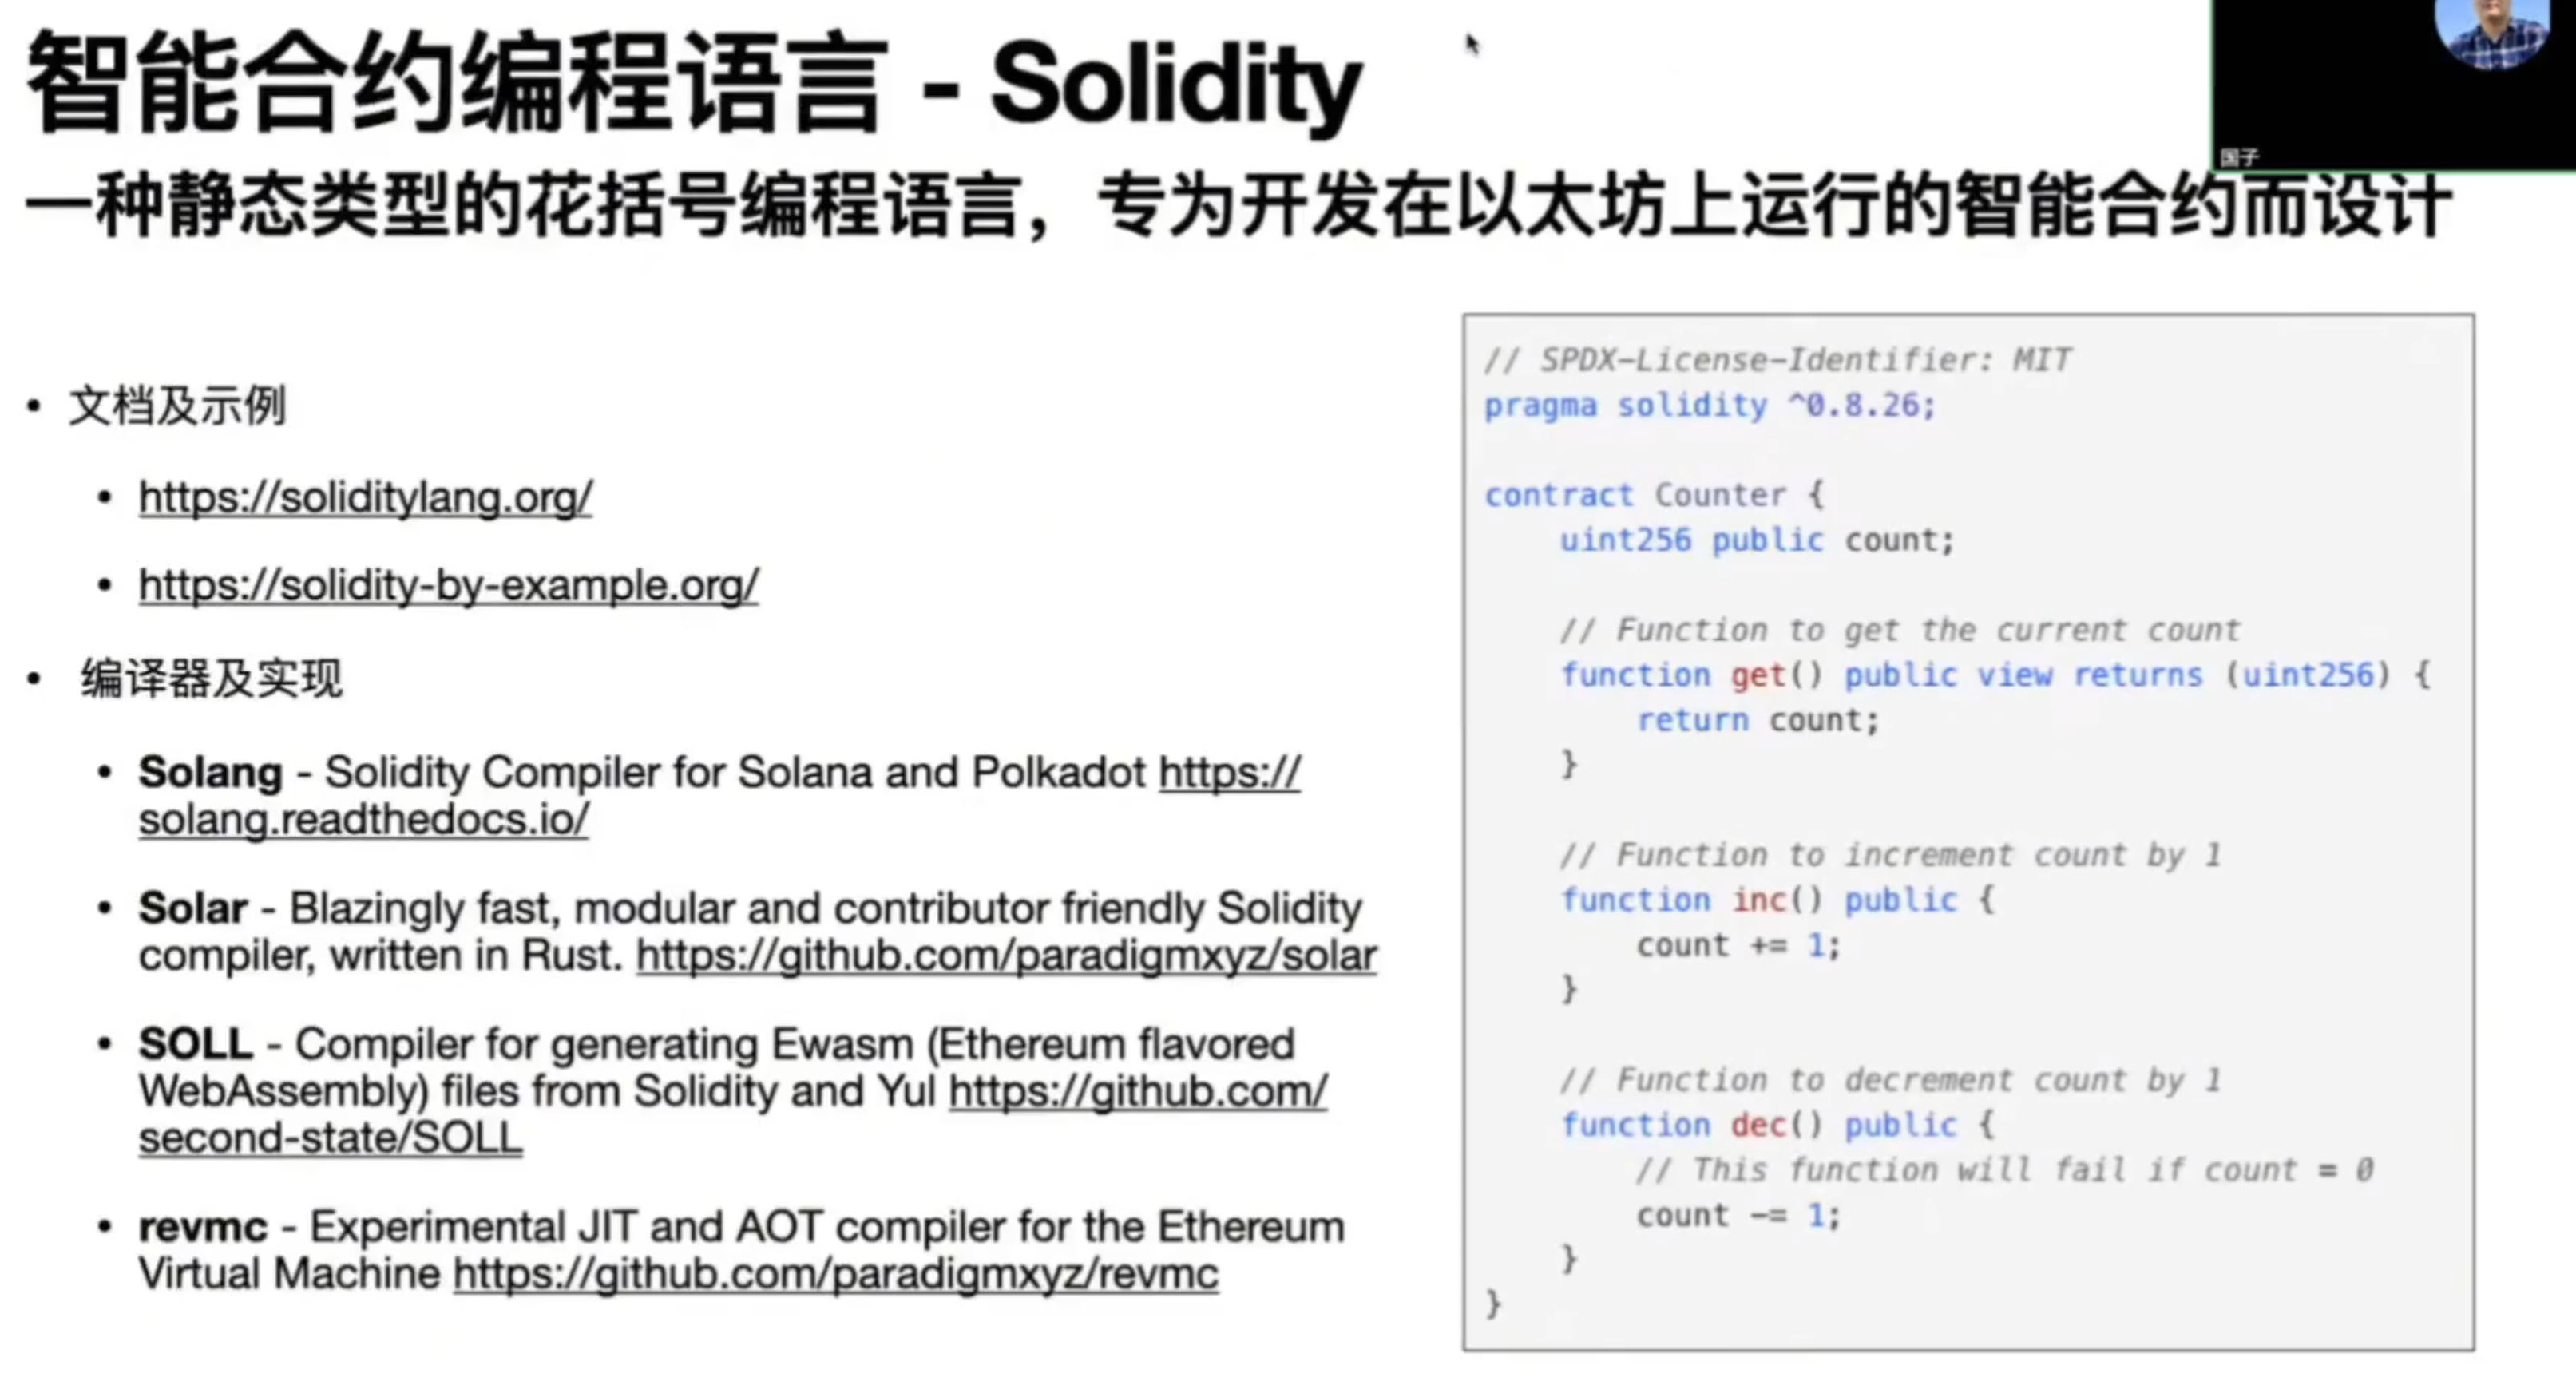 智能合约编程语言 - Solidity
国子
一种静态类型的花括号编程语言，专为开发在以太坊上运行的智能合约而设计
• 文档及示例
• https://soliditylang.org/
• https://solidity-by-example.org/
• 编译器及实现
• Solang - Solidity Compiler for Solana and Polkadot https://
solang.readthedocs.io/
• Solar - Blazingly fast, modular and contributor friendly Solidity
compiler, written in Rust. https://github.com/paradigmxyz/solar
• SOLL - Compiler for generating Ewasm (Ethereum flavored
WebAssembly) files from Solidity and Yul https://github.com/
second-state/SOLL
• revmc - Experimental JIT and AOT compiler for the Ethereum
Virtual Machine https://github.com/paradigmxyz/revmc
// SPDX-License-Identifier: MIT
pragma solidity ^0.8.26;
contract Counter {
uint256 public count;
// Function to get the current count
function get() public view returns (uint256) {
return count;
}
// Function to increment count by 1
function inc() public {
count += 1;
}
// Function to decrement count by 1
function dec() public {
// This function will fail if count = 0
count -= 1;
}
}